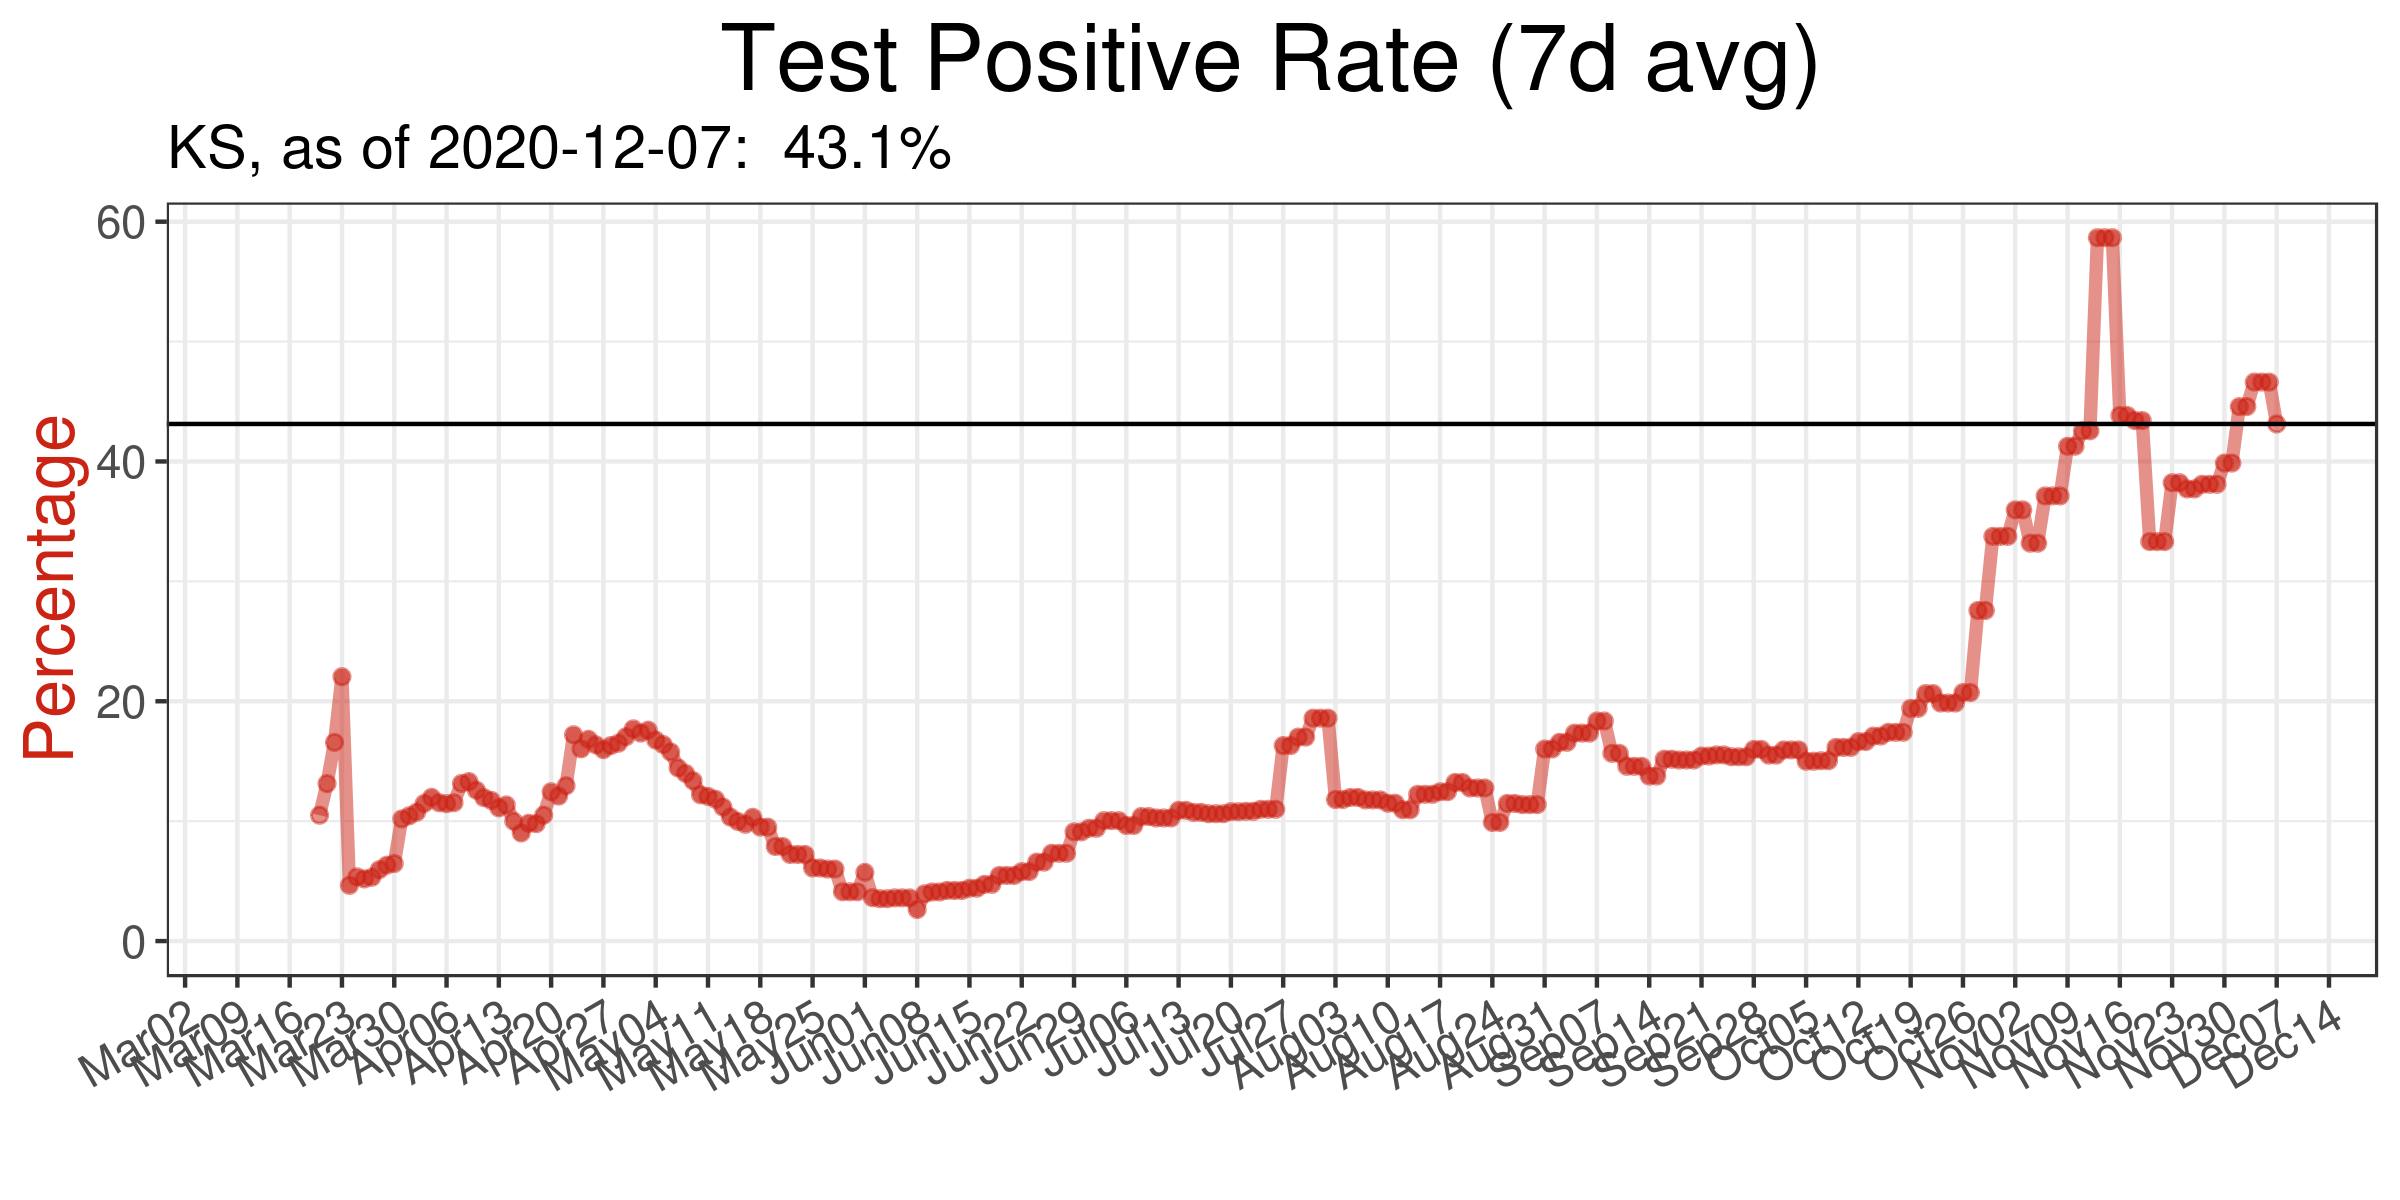 Test Positive Rate (7d avg)
KS, as of 2020-12-07:  43.1%
Percentage
60
40
20
0
Mar02
Mar09
Mar16
Mar23
Mar30
Apr06
Apr13
Apr20
Apr27
May04
May11
May18
May25
Jun01
Jun08
Jun15
Jun22
Jun29
Jul06
Jul13
Jul20
Jul27
Aug03
Aug10
Aug17
Aug24
Aug31
Sep07
Sep14
Sep21
Sep28
Oct05
Oct12
Oct19
Oct26
Nov02
Nov09
Nov16
Nov23
Nov30
Dec07
Dec14